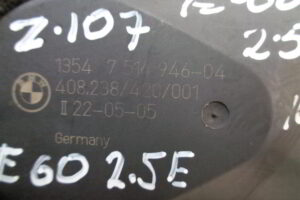 Z.107
2.5
1354 7 514 946-04
408.238/420/001
II 22-05-05
Germany
E60 2.5E